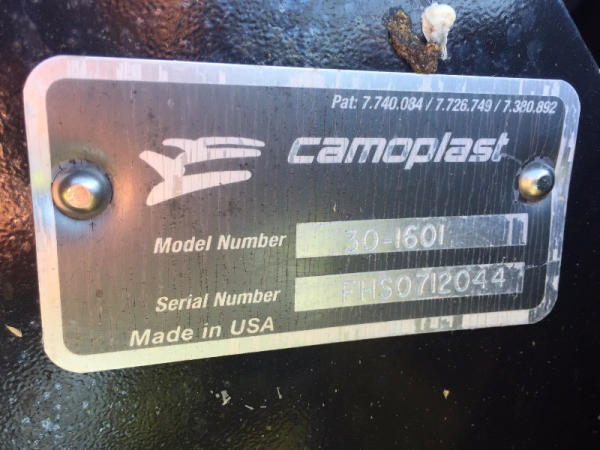 Pat: 7.740.084 / 7.726.749 / 7.380.892
camoplast
Model Number 30-1601
Serial Number FHS0712044
Made in USA